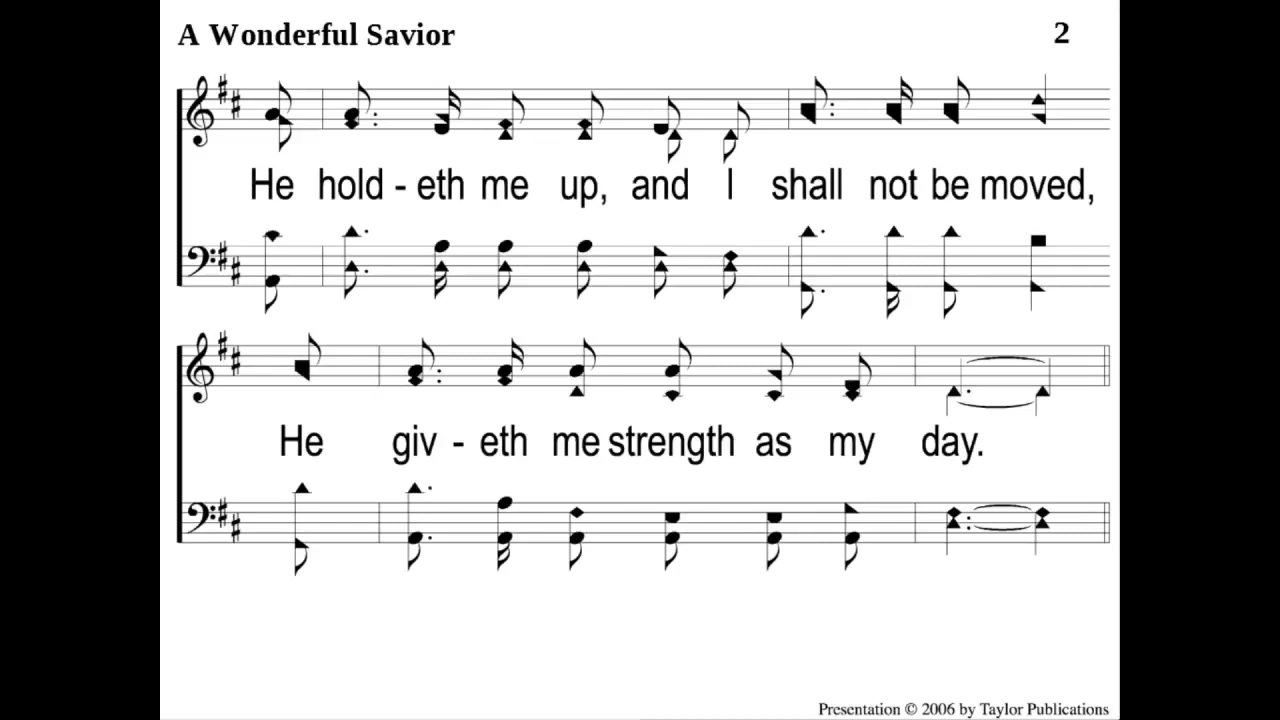 A Wonderful Savior 2
He hold - eth me up, and I shall not be moved,
He giv - eth me strength as my day.
Presentation © 2006 by Taylor Publications